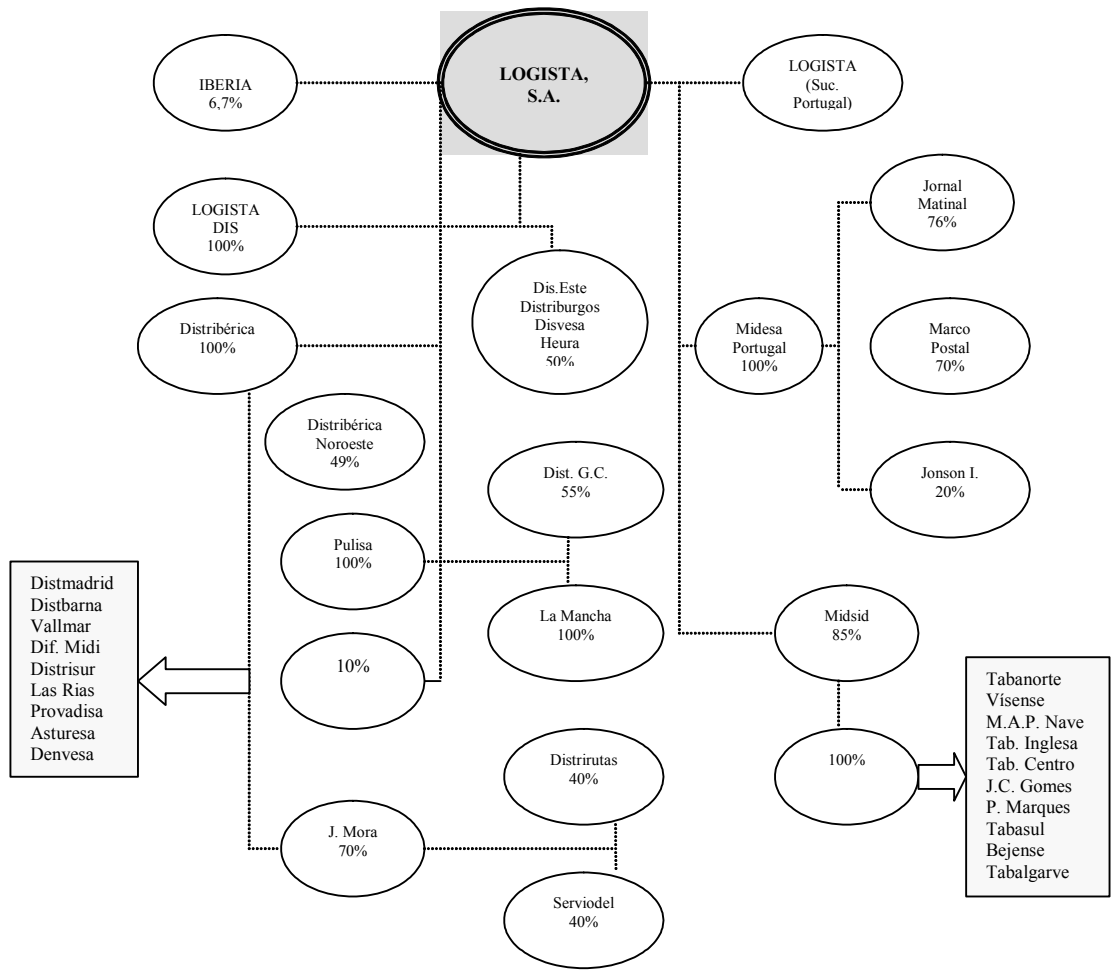 IBERIA
6,7%
LOGISTA,
S.A.
LOGISTA
(Suc.
Portugal)
LOGISTA
DIS
100%
Jornal
Matinal
76%
Dis.Este
Distriburgos
Disvesa
Heura
50%
Distribérica
100%
Midesa
Portugal
100%
Marco
Postal
70%
Distribérica
Noroeste
49%
Dist. G.C.
55%
Jonson I.
20%
Pulisa
100%
La Mancha
100%
Midsid
85%
Distmadrid
Distbarna
Vallmar
Dif. Midi
Distrisur
Las Rias
Provadisa
Asturesa
Denvesa
10%
Tabanorte
Vísense
M.A.P. Nave
Tab. Inglesa
Tab. Centro
J.C. Gomes
P. Marques
Tabasul
Bejense
Tabalgarve
Distrirutas
40%
100%
J. Mora
70%
Serviodel
40%